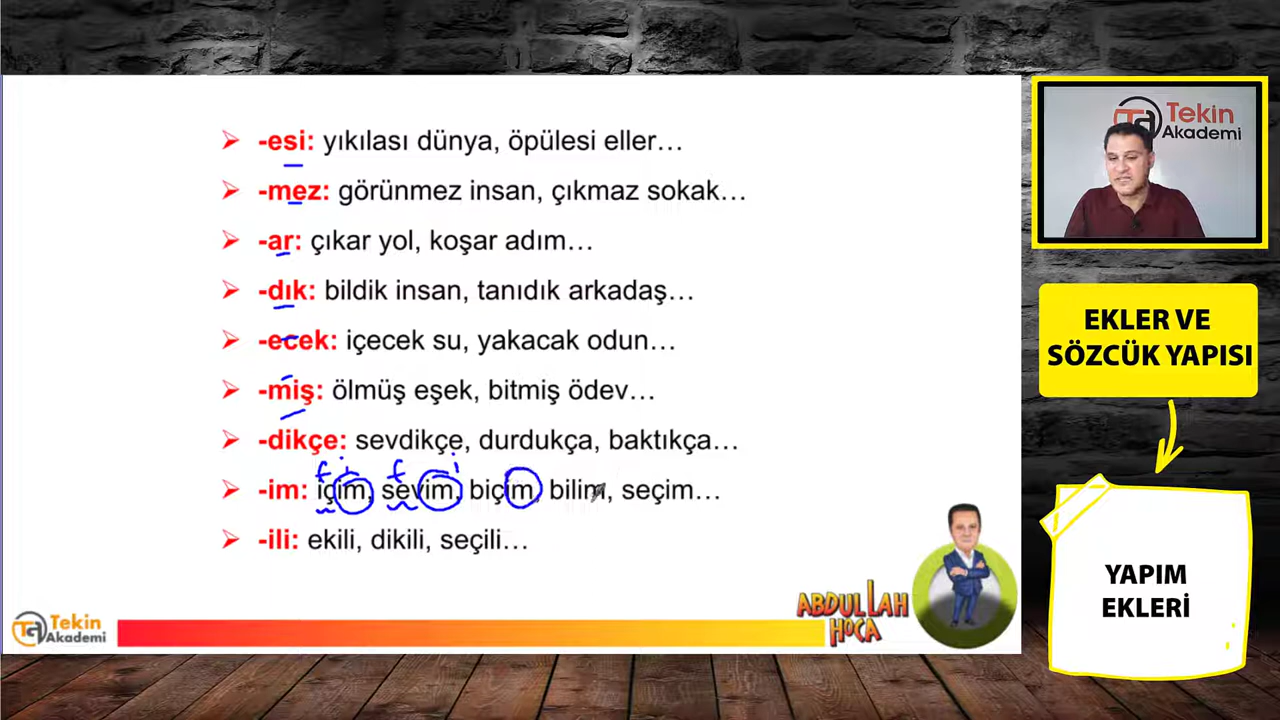 -esi: yıkılası dünya, öpülesi eller…
-mez: görünmez insan, çıkmaz sokak…
-ar: çıkar yol, koşar adım…
-dık: bildik insan, tanıdık arkadaş…
-ecek: içecek su, yakacak odun…
-miş: ölmüş eşek, bitmiş ödev…
-dikçe: sevdikçe, durdukça, baktıkça…
f i f i
-im: içim, sevim, biçim, bilim, seçim…
-ili: ekili, dikili, seçili…
Tekin
Akademi
ABDULLAH
HOCA
Tekin
Akademi
EKLER VE
SÖZCÜK YAPISI
YAPIM
EKLERİ